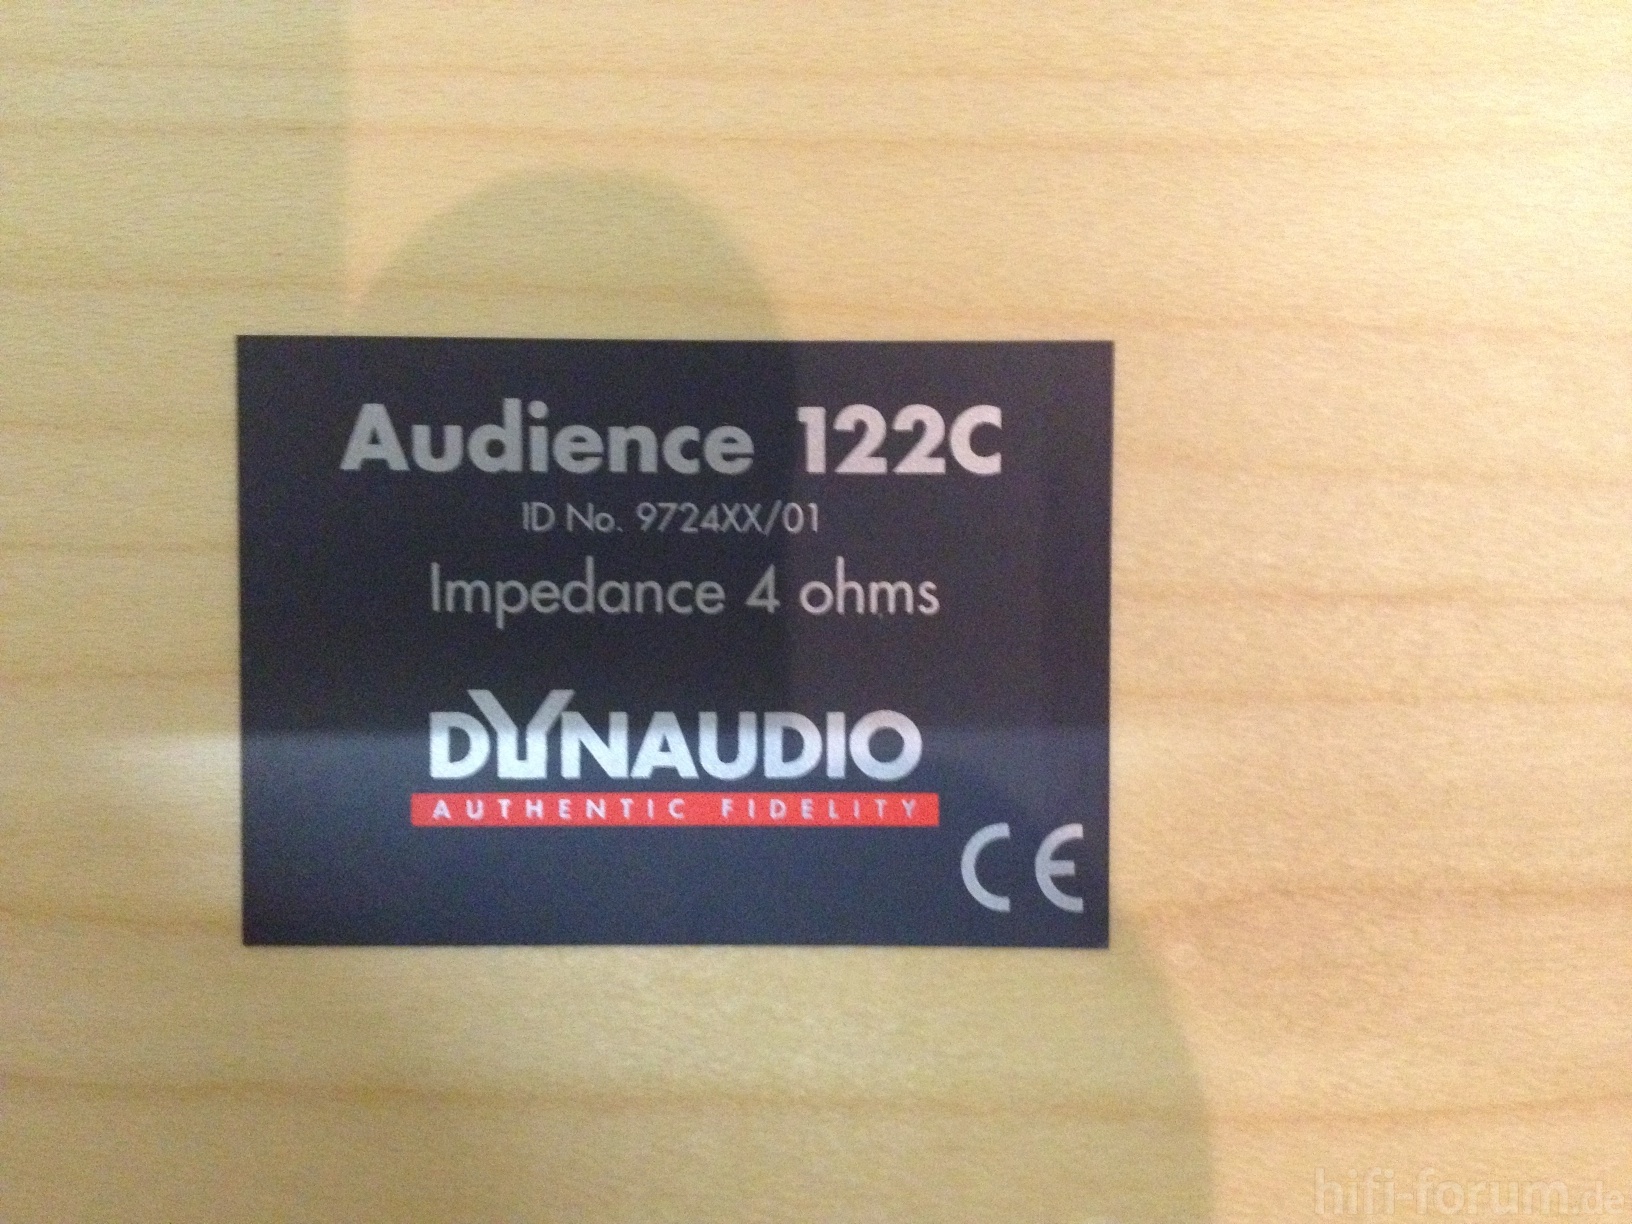 Audience 122C
ID No. 9724XX/01
Impedance 4 ohms
DYNAUDIO
AUTHENTIC FIDELITY
CE
hifi-forum.de